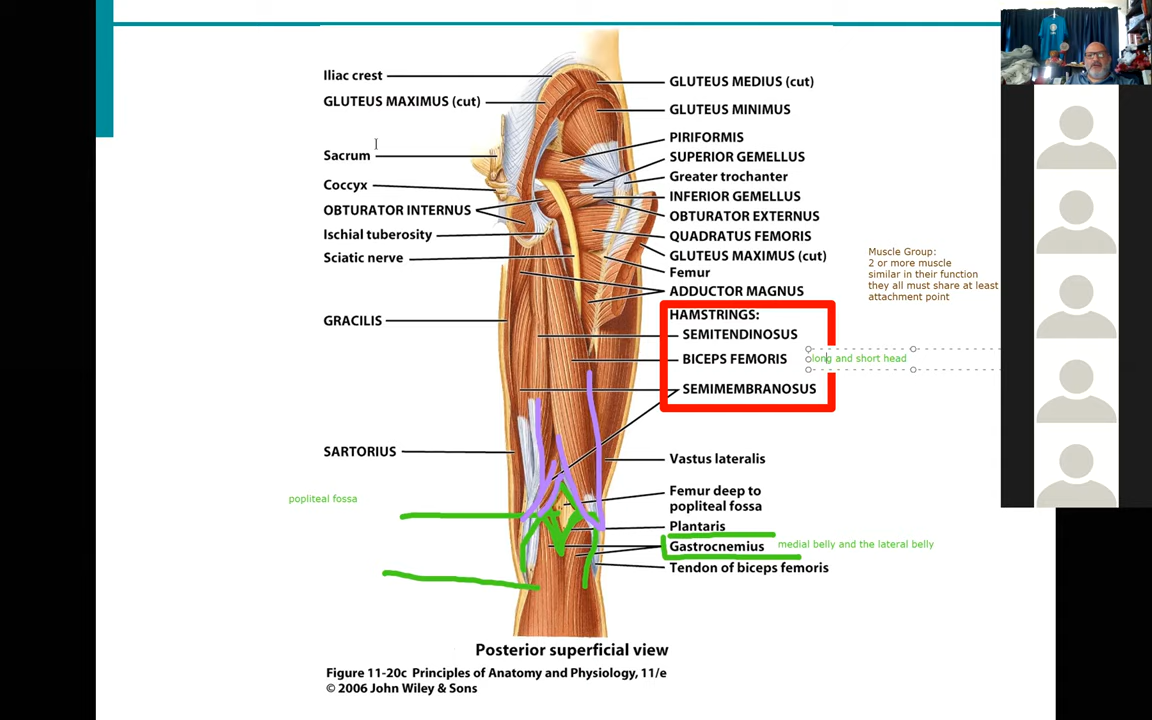 Iliac crest
GLUTEUS MAXIMUS (cut)
Sacrum
Coccyx
OBTURATOR INTERNUS
Ischial tuberosity
Sciatic nerve
GRACILIS
SARTORIUS
popliteal fossa
GLUTEUS MEDIUS (cut)
GLUTEUS MINIMUS
PIRIFORMIS
SUPERIOR GEMELLUS
Greater trochanter
INFERIOR GEMELLUS
OBTURATOR EXTERNUS
QUADRATUS FEMORIS
GLUTEUS MAXIMUS (cut)
Femur
ADDUCTOR MAGNUS
HAMSTRINGS:
SEMITENDINOSUS
BICEPS FEMORIS
long and short head
SEMIMEMBRANOSUS
Vastus lateralis
Femur deep to
popliteal fossa
Plantaris
Gastrocnemius
medial belly and the lateral belly
Tendon of biceps femoris
Muscle Group:
2 or more muscle
similar in their function
they all must share at least
attachment point
Posterior superficial view
Figure 11-20c Principles of Anatomy and Physiology, 11/e
© 2006 John Wiley & Sons